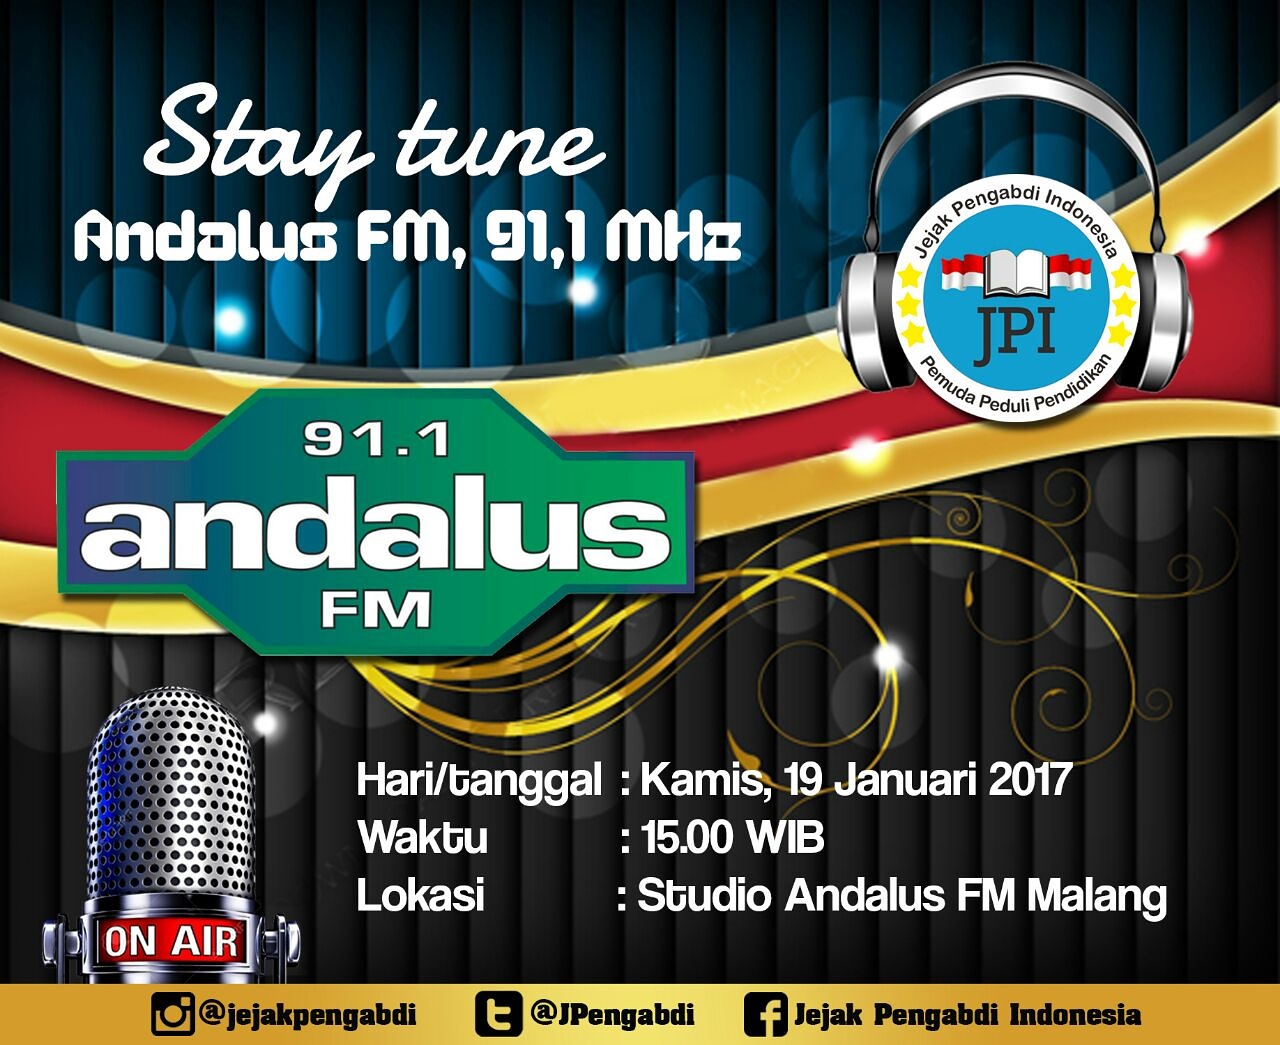 Stay tune
Andalus FM, 91,1 MHz
Jejak Pengabdi Indonesia
JPI
Pemuda Peduli Pendidikan
91.1
andalus
FM
Hari/tanggal : Kamis, 19 Januari 2017
Waktu : 15.00 WIB
Lokasi : Studio Andalus FM Malang
ON AIR
@jejakpengabdi @JPengabdi Jejak Pengabdi Indonesia